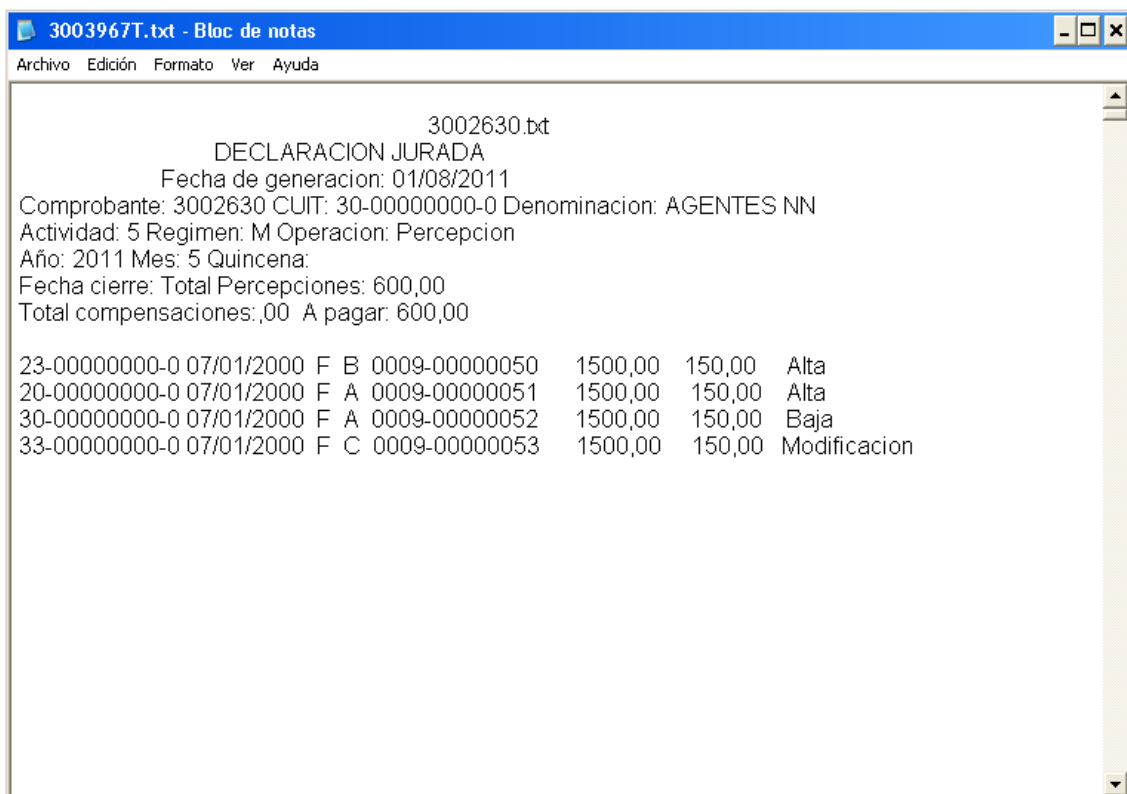 3003967T.txt - Bloc de notas
Archivo Edición Formato Ver Ayuda
3002630.txt
DECLARACION JURADA
Fecha de generacion: 01/08/2011
Comprobante: 3002630 CUIT: 30-00000000-0 Denominacion: AGENTES NN
Actividad: 5 Regimen: M Operacion: Percepcion
Año: 2011 Mes: 5 Quincena:
Fecha cierre: Total Percepciones: 600,00
Total compensaciones:,00 A pagar: 600,00
23-00000000-0 07/01/2000 F B 0009-00000050 1500,00 150,00 Alta
20-00000000-0 07/01/2000 F A 0009-00000051 1500,00 150,00 Alta
30-00000000-0 07/01/2000 F A 0009-00000052 1500,00 150,00 Baja
33-00000000-0 07/01/2000 F C 0009-00000053 1500,00 150,00 Modificacion